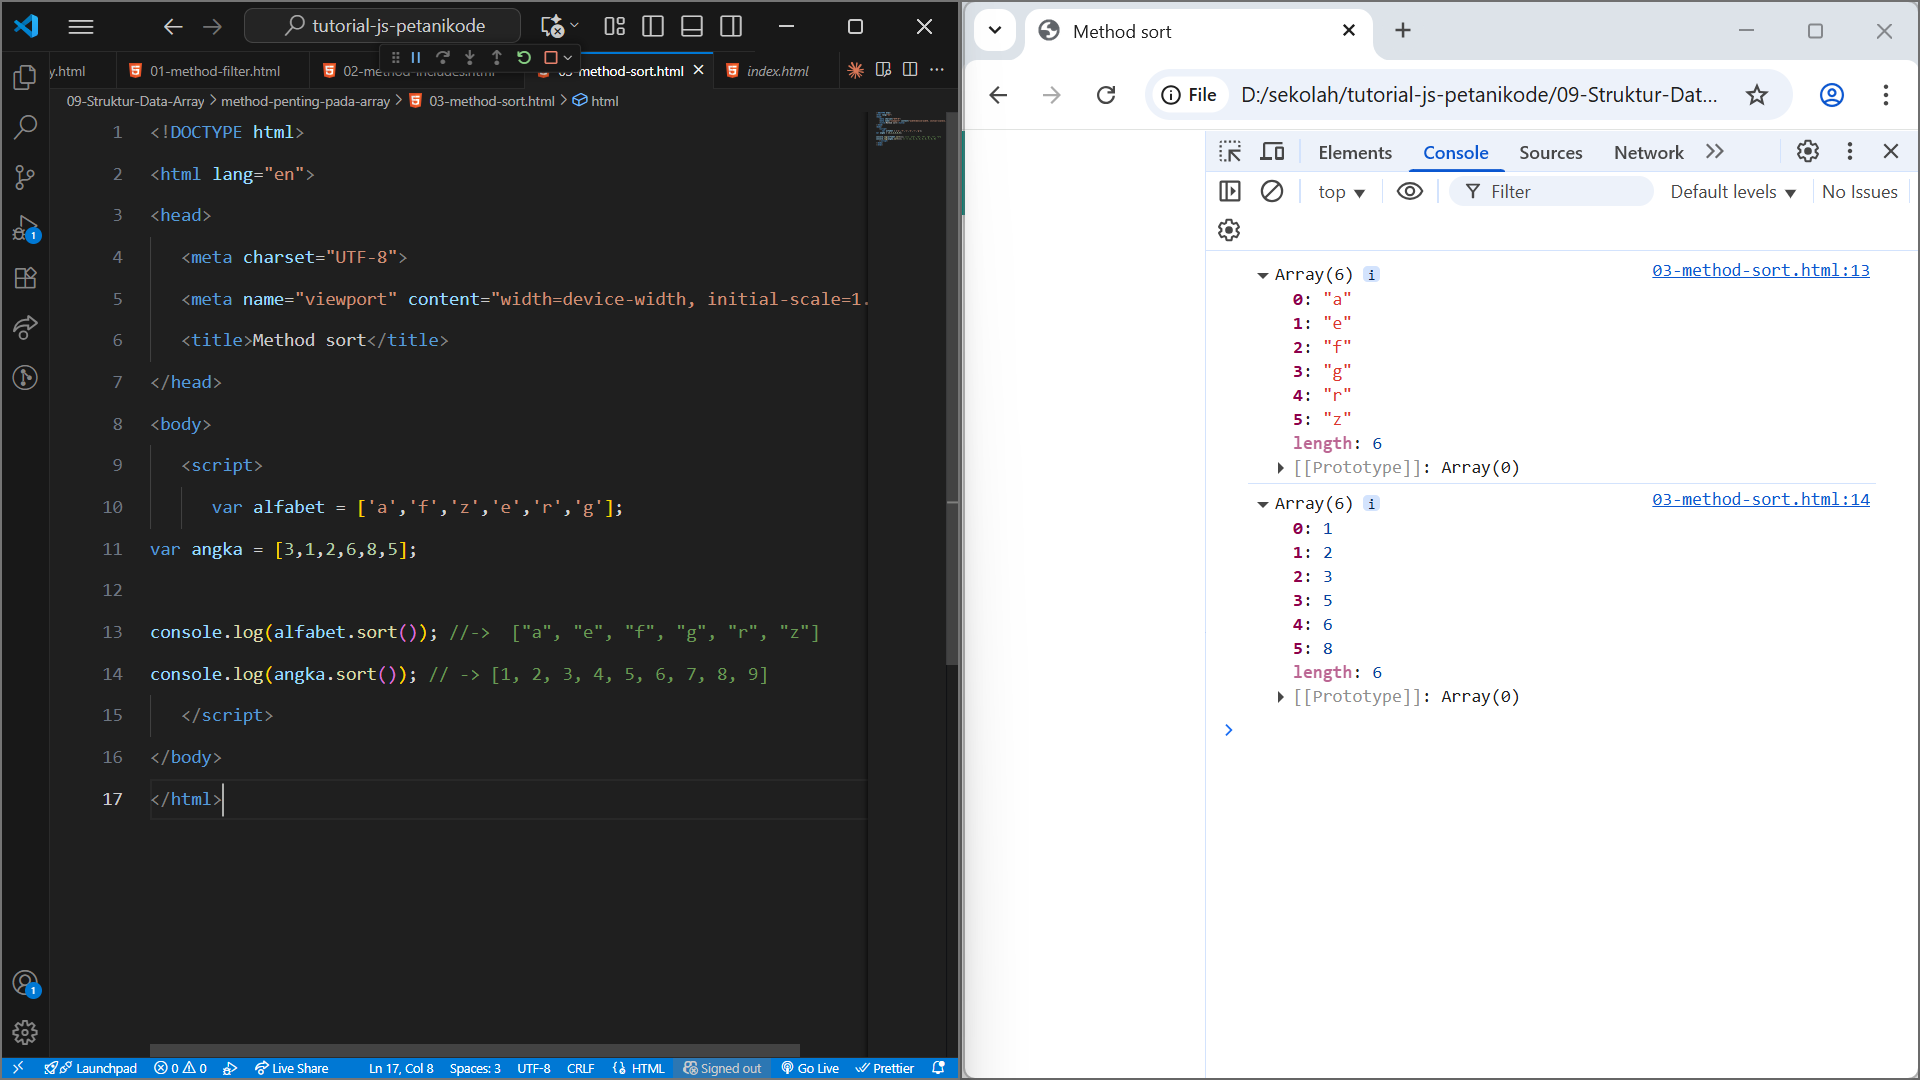 tutorial-js-petanikode
y.html
01-method-filter.html
03-method-sort.html
index.html
09-Struktur-Data-Array > method-penting-pada-array > 03-method-sort.html > html
1 <!DOCTYPE html>
2 <html lang="en">
3 <head>
4 <meta charset="UTF-8">
5 <meta name="viewport" content="width=device-width, initial-scale=1.
6 <title>Method sort</title>
7 </head>
8 <body>
9 <script>
10 var alfabet = ['a','f','z','e','r','g'];
11 var angka = [3,1,2,6,8,5];
12
13 console.log(alfabet.sort()); //-> ["a", "e", "f", "g", "r", "z"]
14 console.log(angka.sort()); // -> [1, 2, 3, 4, 5, 6, 7, 8, 9]
15 </script>
16 </body>
17 </html>
1
1
Launchpad 0 0 Live Share Ln 17, Col 8 Spaces: 3 UTF-8 CRLF HTML Signed out Go Live Prettier
Method sort
File D:/sekolah/tutorial-js-petanikode/09-Struktur-Dat...
Elements Console Sources Network
top Filter Default levels No Issues
Array(6) i 03-method-sort.html:13
0: "a"
1: "e"
2: "f"
3: "g"
4: "r"
5: "z"
length: 6
[[Prototype]]: Array(0)
Array(6) i 03-method-sort.html:14
0: 1
1: 2
2: 3
3: 5
4: 6
5: 8
length: 6
[[Prototype]]: Array(0)